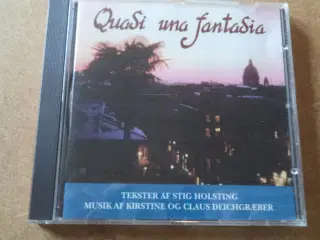 Quasi una fantasia
TEKSTER AF STIG HOLSTING
MUSIK AF KIRSTINE OG CLAUS DEICHGRÆBER